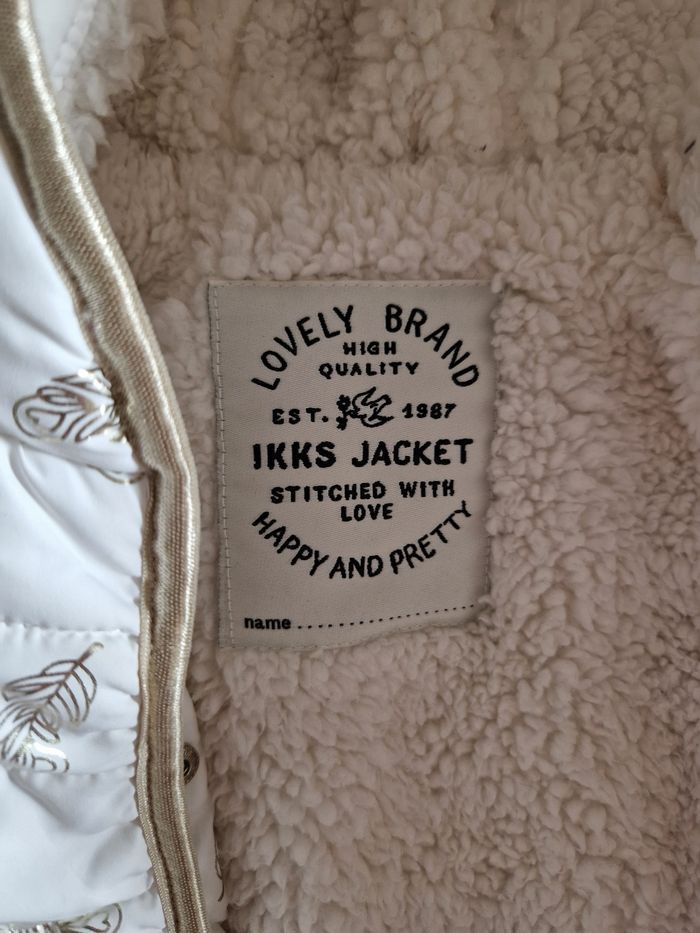 LOVELY BRAND
HIGH
QUALITY
EST. 1987
IKKS JACKET
STITCHED WITH
LOVE
HAPPY AND PRETTY
name....................